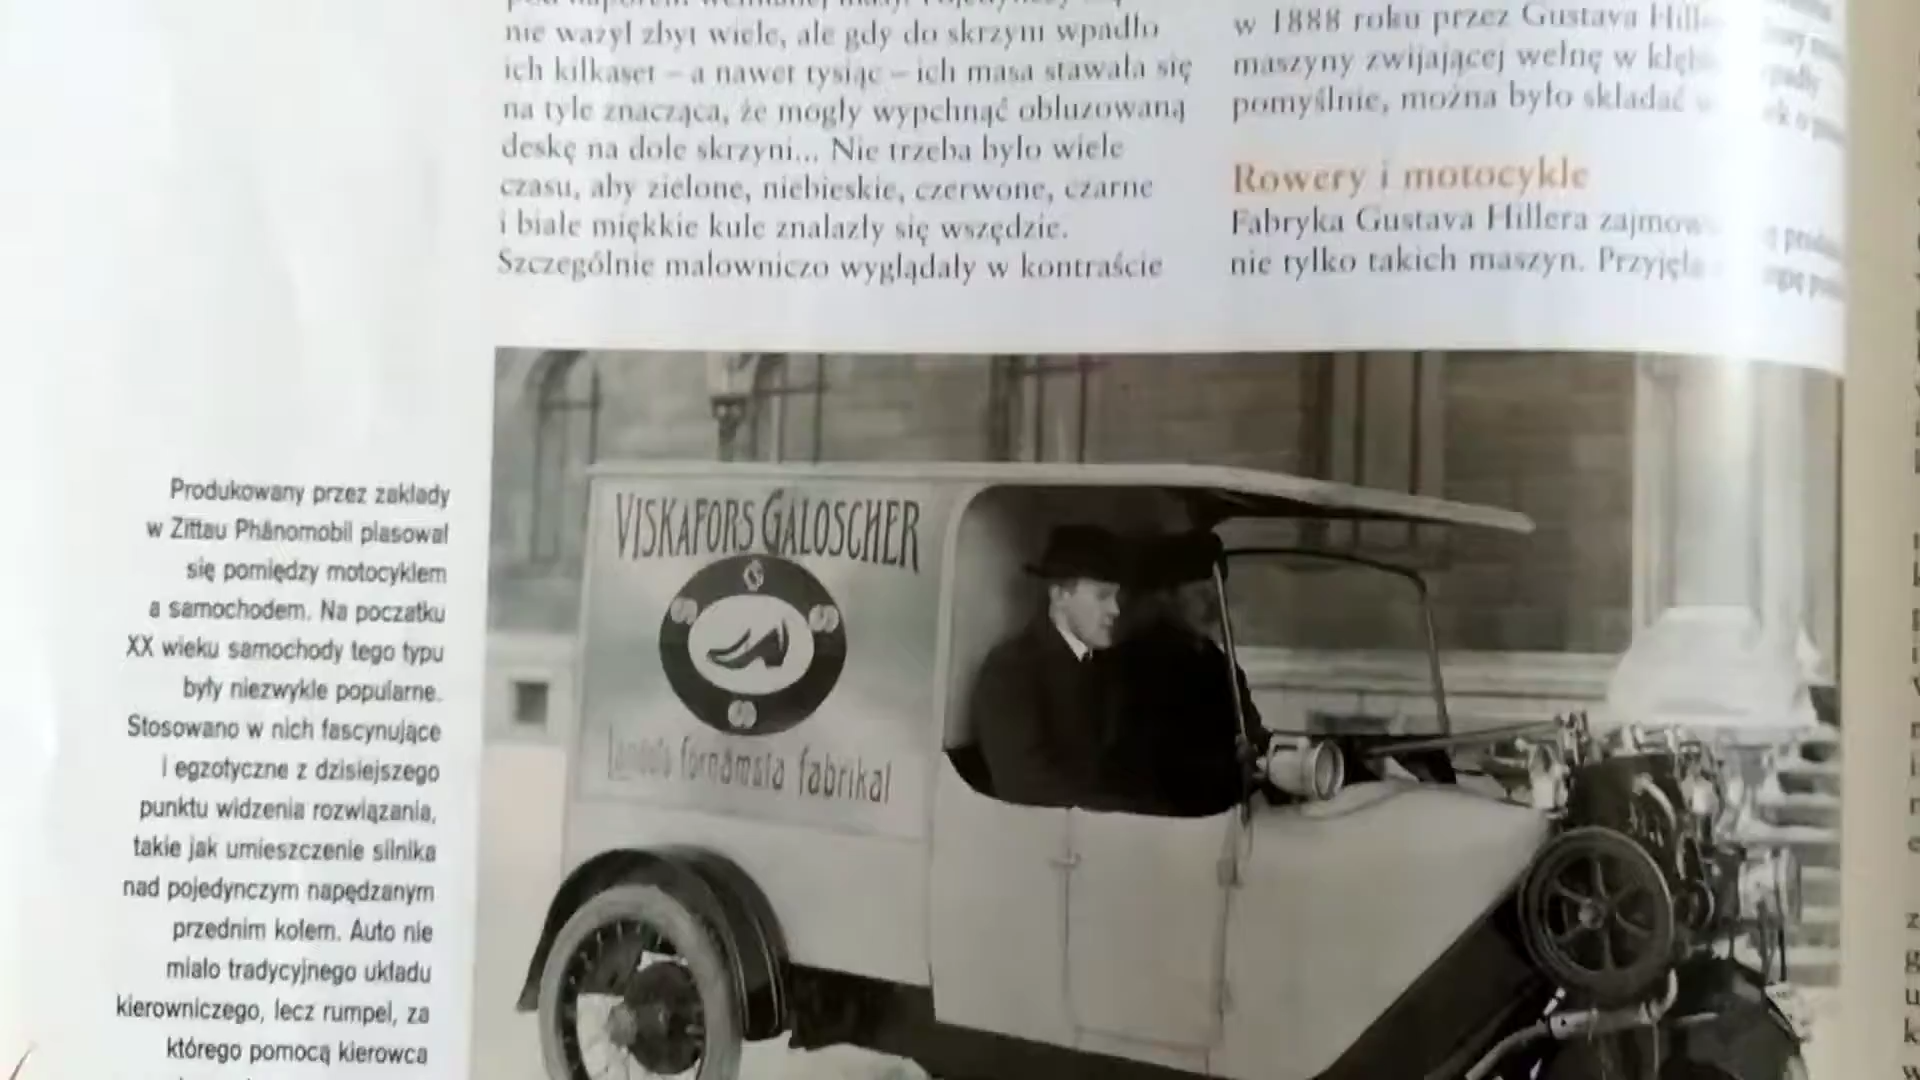 nie ważył zbyt wiele, ale gdy do skrzyni wpadło
ich kilkaset – a nawet tysiąc – ich masa stawała się
na tyle znacząca, że mogły wypchnąć obluzowaną
deskę na dole skrzyni... Nie trzeba było wiele
czasu, aby zielone, niebieskie, czerwone, czarne
i białe miękkie kule znalazły się wszędzie.
Szczególnie malowniczo wyglądały w kontraście
w 1888 roku przez Gustava
maszyny zwijającej wełnę w
pomyślnie, można było składać
Rowery i motocykle
Fabryka Gustava Hillera
nie tylko takich maszyn. Przyjęła
Produkowany przez zakłady
w Zittau Phänomobil plasował
się pomiędzy motocyklem
a samochodem. Na początku
XX wieku samochody tego typu
były niezwykle popularne.
Stosowano w nich fascynujące
i egzotyczne z dzisiejszego
punktu widzenia rozwiązania,
takie jak umieszczenie silnika
nad pojedynczym napędzanym
przednim kołem. Auto nie
miało tradycyjnego układu
kierowniczego, lecz rumpel, za
którego pomocą kierowca
VISKAFORS GALOSCHER
förnämsta fabrikat